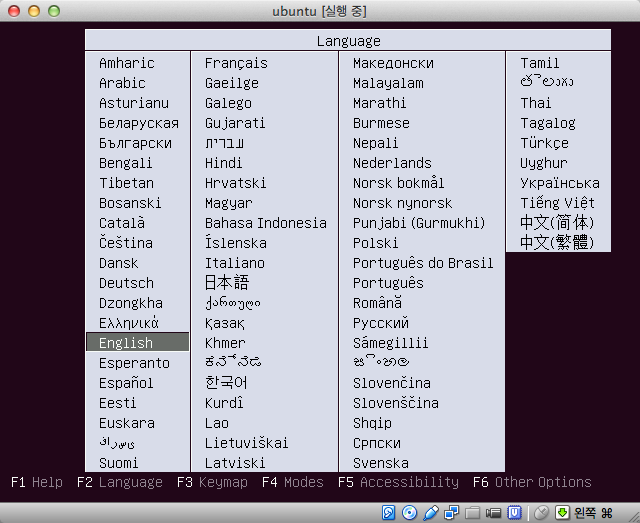 ubuntu [실행 중]
Language
Amharic
Arabic
Asturianu
Беларуская
Български
Bengali
Tibetan
Bosanski
Català
Čeština
Dansk
Deutsch
Dzongkha
Ελληνικά
English
Esperanto
Español
Eesti
Euskara
Suomi
Français
Gaeilge
Galego
Gujarati
עברית
Hindi
Hrvatski
Magyar
Bahasa Indonesia
Íslenska
Italiano
日本語
ქართული
Қазақ
Khmer
ಕನ್ನಡ
한국어
Kurdî
Lao
Lietuviškai
Latviski
Македонски
Malayalam
Marathi
Burmese
Nepali
Nederlands
Norsk bokmål
Norsk nynorsk
Punjabi (Gurmukhi)
Polski
Português do Brasil
Português
Română
Русский
Sámegillii
සිංහල
Slovenčina
Slovenščina
Shqip
Српски
Svenska
Tamil
తెలుగు
Thai
Tagalog
Türkçe
Uyghur
Українська
Tiếng Việt
中文(简体)
中文(繁體)
F1 Help F2 Language F3 Keymap F4 Modes F5 Accessibility F6 Other Options
왼쪽 ⌘